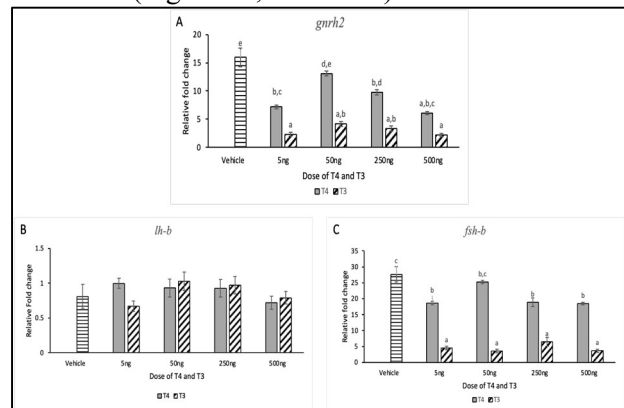 A
gnrh2
Relative fold change
20
15
10
5
0
e
b,c
a
d,e
a,b
b,d
a,b
a,b,c
a
Vehicle 5ng 50ng 250ng 500ng
Dose of T4 and T3
T4 T3
B
lh-b
Relative Fold change
1.5
1
0.5
0
Vehicle 5ng 50ng 250ng 500ng
Dose of T4 and T3
T4 T3
C
fsh-b
Relative fold change
35
30
25
20
15
10
5
0
c
b
a
b,c
a
b
a
b
a
Vehicle 5ng 50ng 250ng 500ng
Dose of T4 and T3
T4 T3